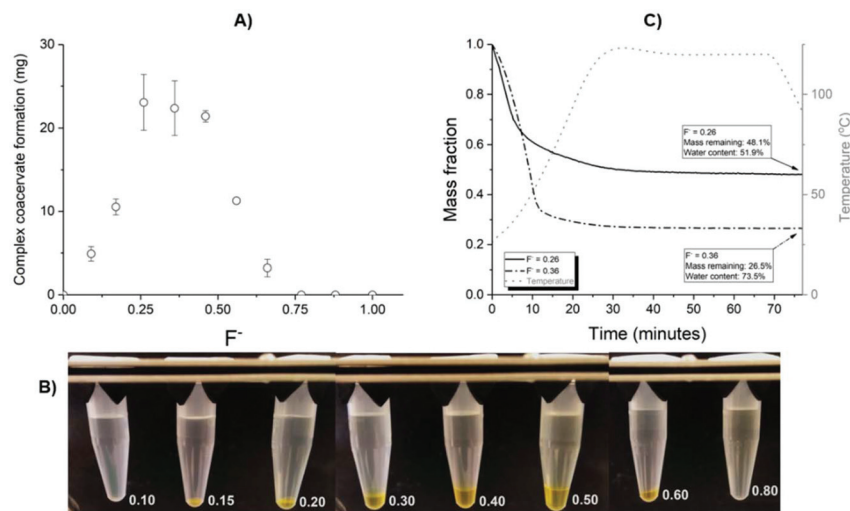 A)
Complex coacervate formation (mg)
30
20
10
0
0.00
0.25
0.50
0.75
1.00
F-
C)
Mass fraction
1.0
0.8
0.6
0.4
0.2
0.0
0
10
20
30
40
50
60
70
Time (minutes)
Temperature (°C)
100
50
0
F- = 0.26
Mass remaining: 48.1%
Water content: 51.9%
F- = 0.36
Mass remaining: 26.5%
Water content: 73.5%
F- = 0.26
F- = 0.36
Temperature
B)
0.10
0.15
0.20
0.30
0.40
0.50
0.60
0.80